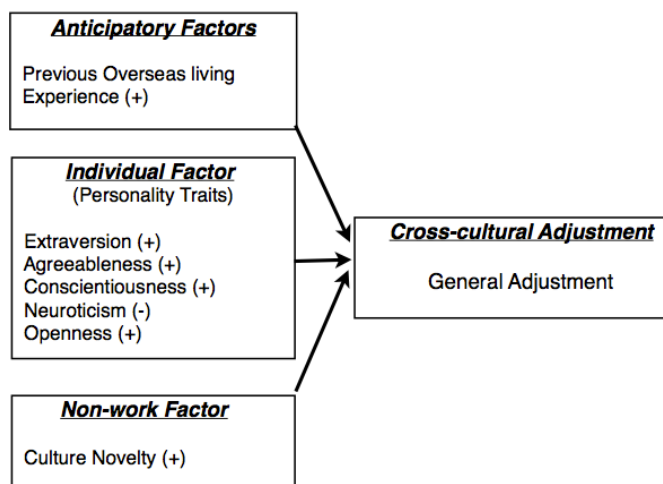 Anticipatory Factors
Previous Overseas living
Experience (+)
Individual Factor
(Personality Traits)
Extraversion (+)
Agreeableness (+)
Conscientiousness (+)
Neuroticism (-)
Openness (+)
Non-work Factor
Culture Novelty (+)
Cross-cultural Adjustment
General Adjustment